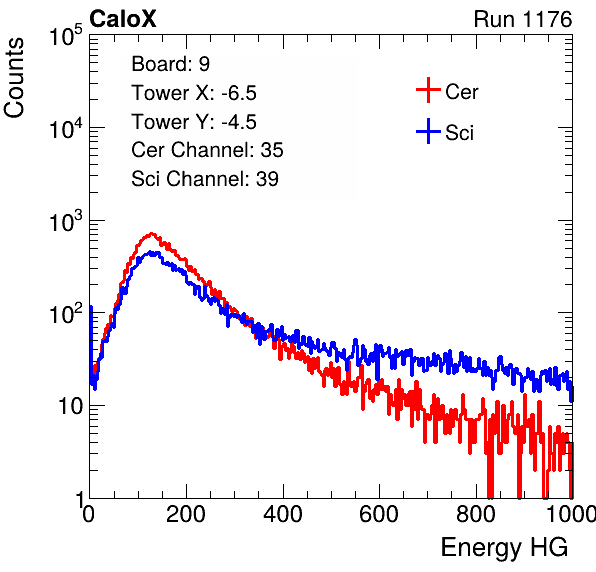 CaloX Run 1176
Counts
Board: 9
Tower X: -6.5
Tower Y: -4.5
Cer Channel: 35
Sci Channel: 39
Cer
Sci
10^5
10^4
10^3
10^2
10
1
0 200 400 600 800 1000
Energy HG